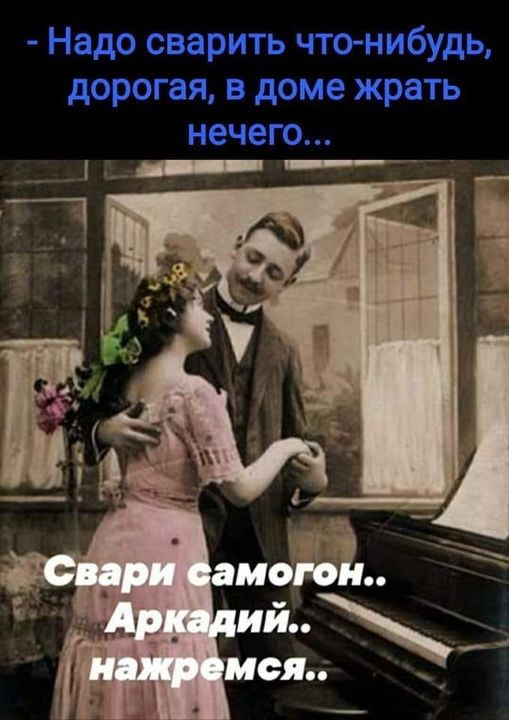 - Надо сварить что-нибудь,
дорогая, в доме жрать
нечего...
Свари самогон..
Аркадий..
нажремся..